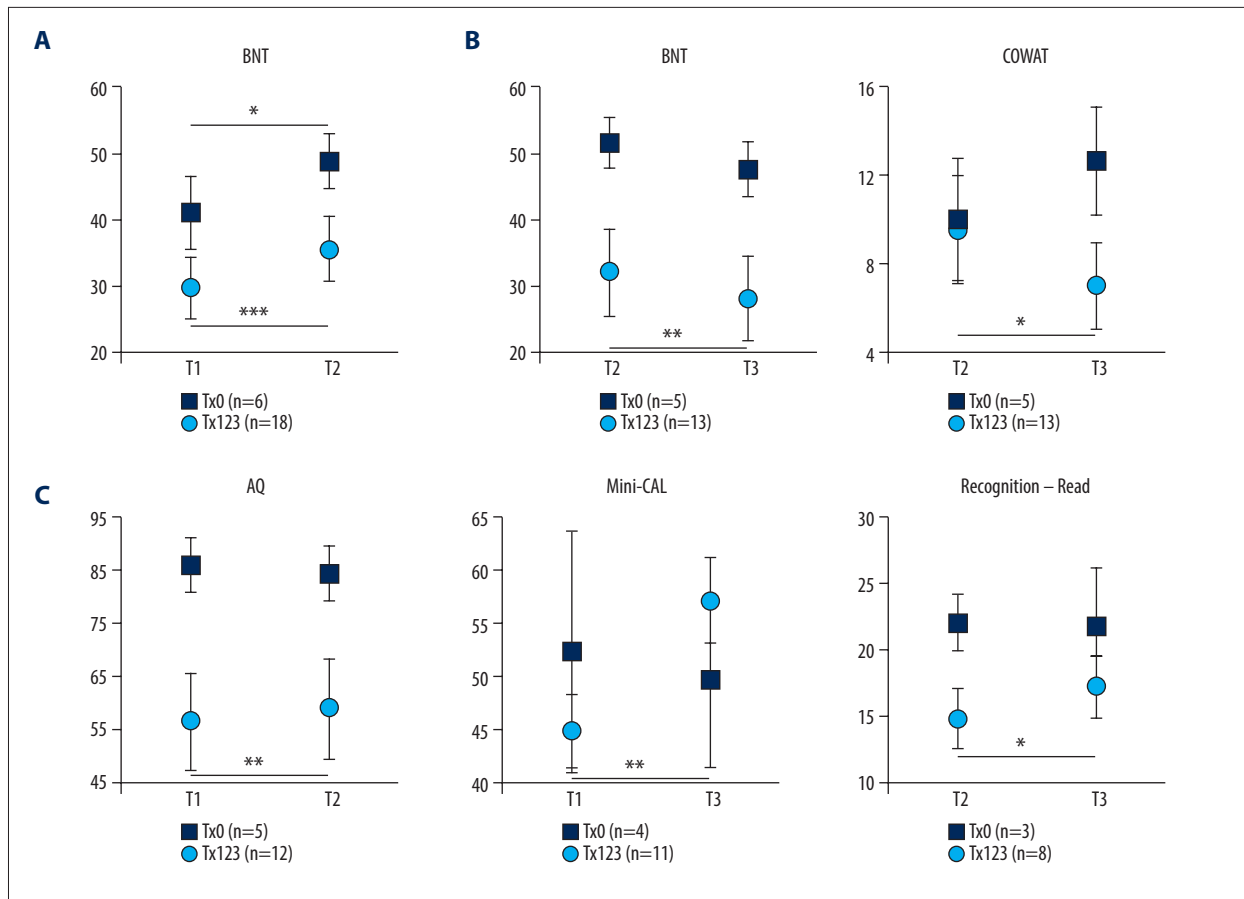 A
BNT
60
50
40
30
20
*
***
T1
T2
Tx0 (n=6)
Tx123 (n=18)
B
BNT
60
50
40
30
20
**
T2
T3
Tx0 (n=5)
Tx123 (n=13)
COWAT
16
12
8
4
*
T2
T3
Tx0 (n=5)
Tx123 (n=13)
C
AQ
95
85
75
65
55
45
**
T1
T2
Tx0 (n=5)
Tx123 (n=12)
Mini-CAL
65
60
55
50
45
40
**
T1
T3
Tx0 (n=4)
Tx123 (n=11)
Recognition – Read
30
25
20
15
10
*
T2
T3
Tx0 (n=3)
Tx123 (n=8)